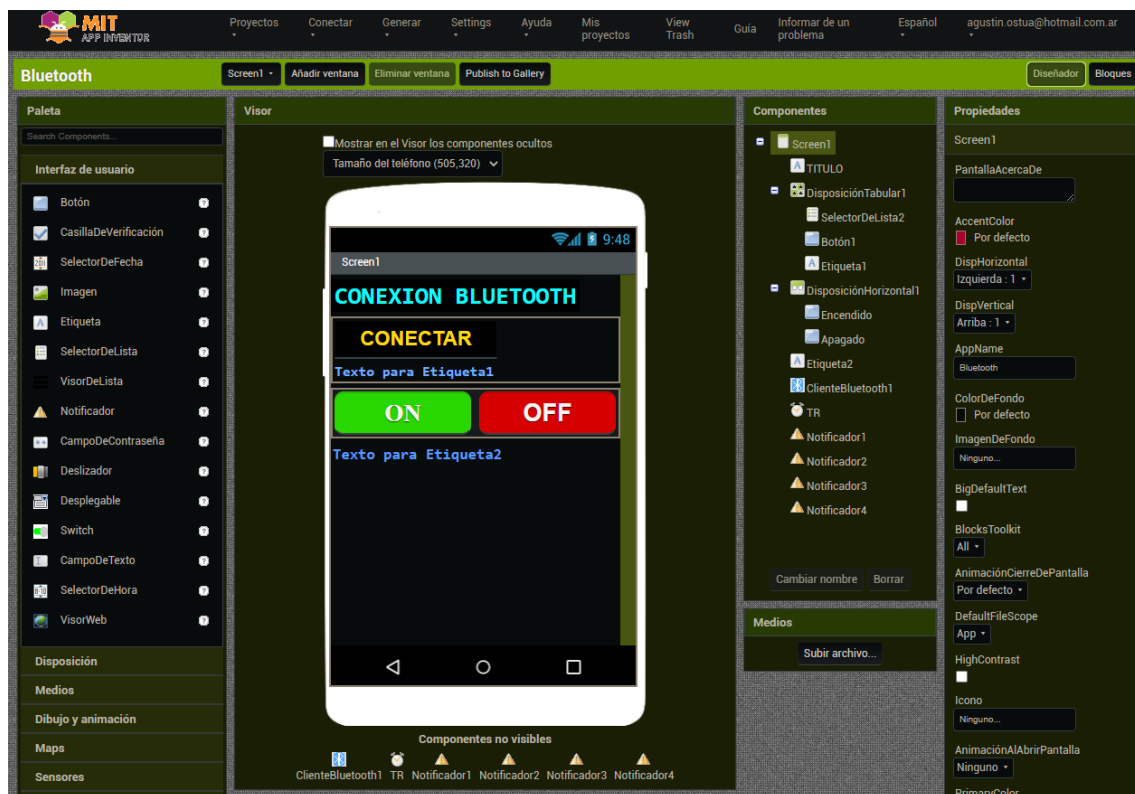 MIT
APP INVENTOR
Proyectos
Conectar
Generar
Settings
Ayuda
Mis
proyectos
View
Trash
Guía
Informar de un
problema
Español
agustin.ostua@hotmail.com.ar
Bluetooth
Screen1
Añadir ventana
Eliminar ventana
Publish to Gallery
Diseñador
Bloques
Paleta
Search Components...
Interfaz de usuario
Botón
CasillaDeVerificación
SelectorDeFecha
Imagen
Etiqueta
SelectorDeLista
VisorDeLista
Notificador
CampoDeContraseña
Deslizador
Desplegable
Switch
CampoDeTexto
SelectorDeHora
VisorWeb
Disposición
Medios
Dibujo y animación
Maps
Sensores
Visor
Mostrar en el Visor los componentes ocultos
Tamaño del teléfono (505,320)
9:48
Screen1
CONEXION BLUETOOTH
CONECTAR
Texto para Etiqueta1
ON
OFF
Texto para Etiqueta2
Componentes no visibles
ClienteBluetooth1
TR
Notificador1
Notificador2
Notificador3
Notificador4
Componentes
Screen1
TITULO
DisposiciónTabular1
SelectorDeLista2
Botón1
Etiqueta1
DisposiciónHorizontal1
Encendido
Apagado
Etiqueta2
ClienteBluetooth1
TR
Notificador1
Notificador2
Notificador3
Notificador4
Cambiar nombre
Borrar
Medios
Subir archivo...
Propiedades
Screen1
PantallaAcercaDe
AccentColor
Por defecto
DispHorizontal
Izquierda : 1
DispVertical
Arriba : 1
AppName
Bluetooth
ColorDeFondo
Por defecto
ImagenDeFondo
Ninguno...
BigDefaultText
BlocksToolkit
All
AnimaciónCierreDePantalla
Por defecto
DefaultFileScope
App
HighContrast
Icono
Ninguno...
AnimaciónAlAbrirPantalla
Ninguno
PrimaryColor